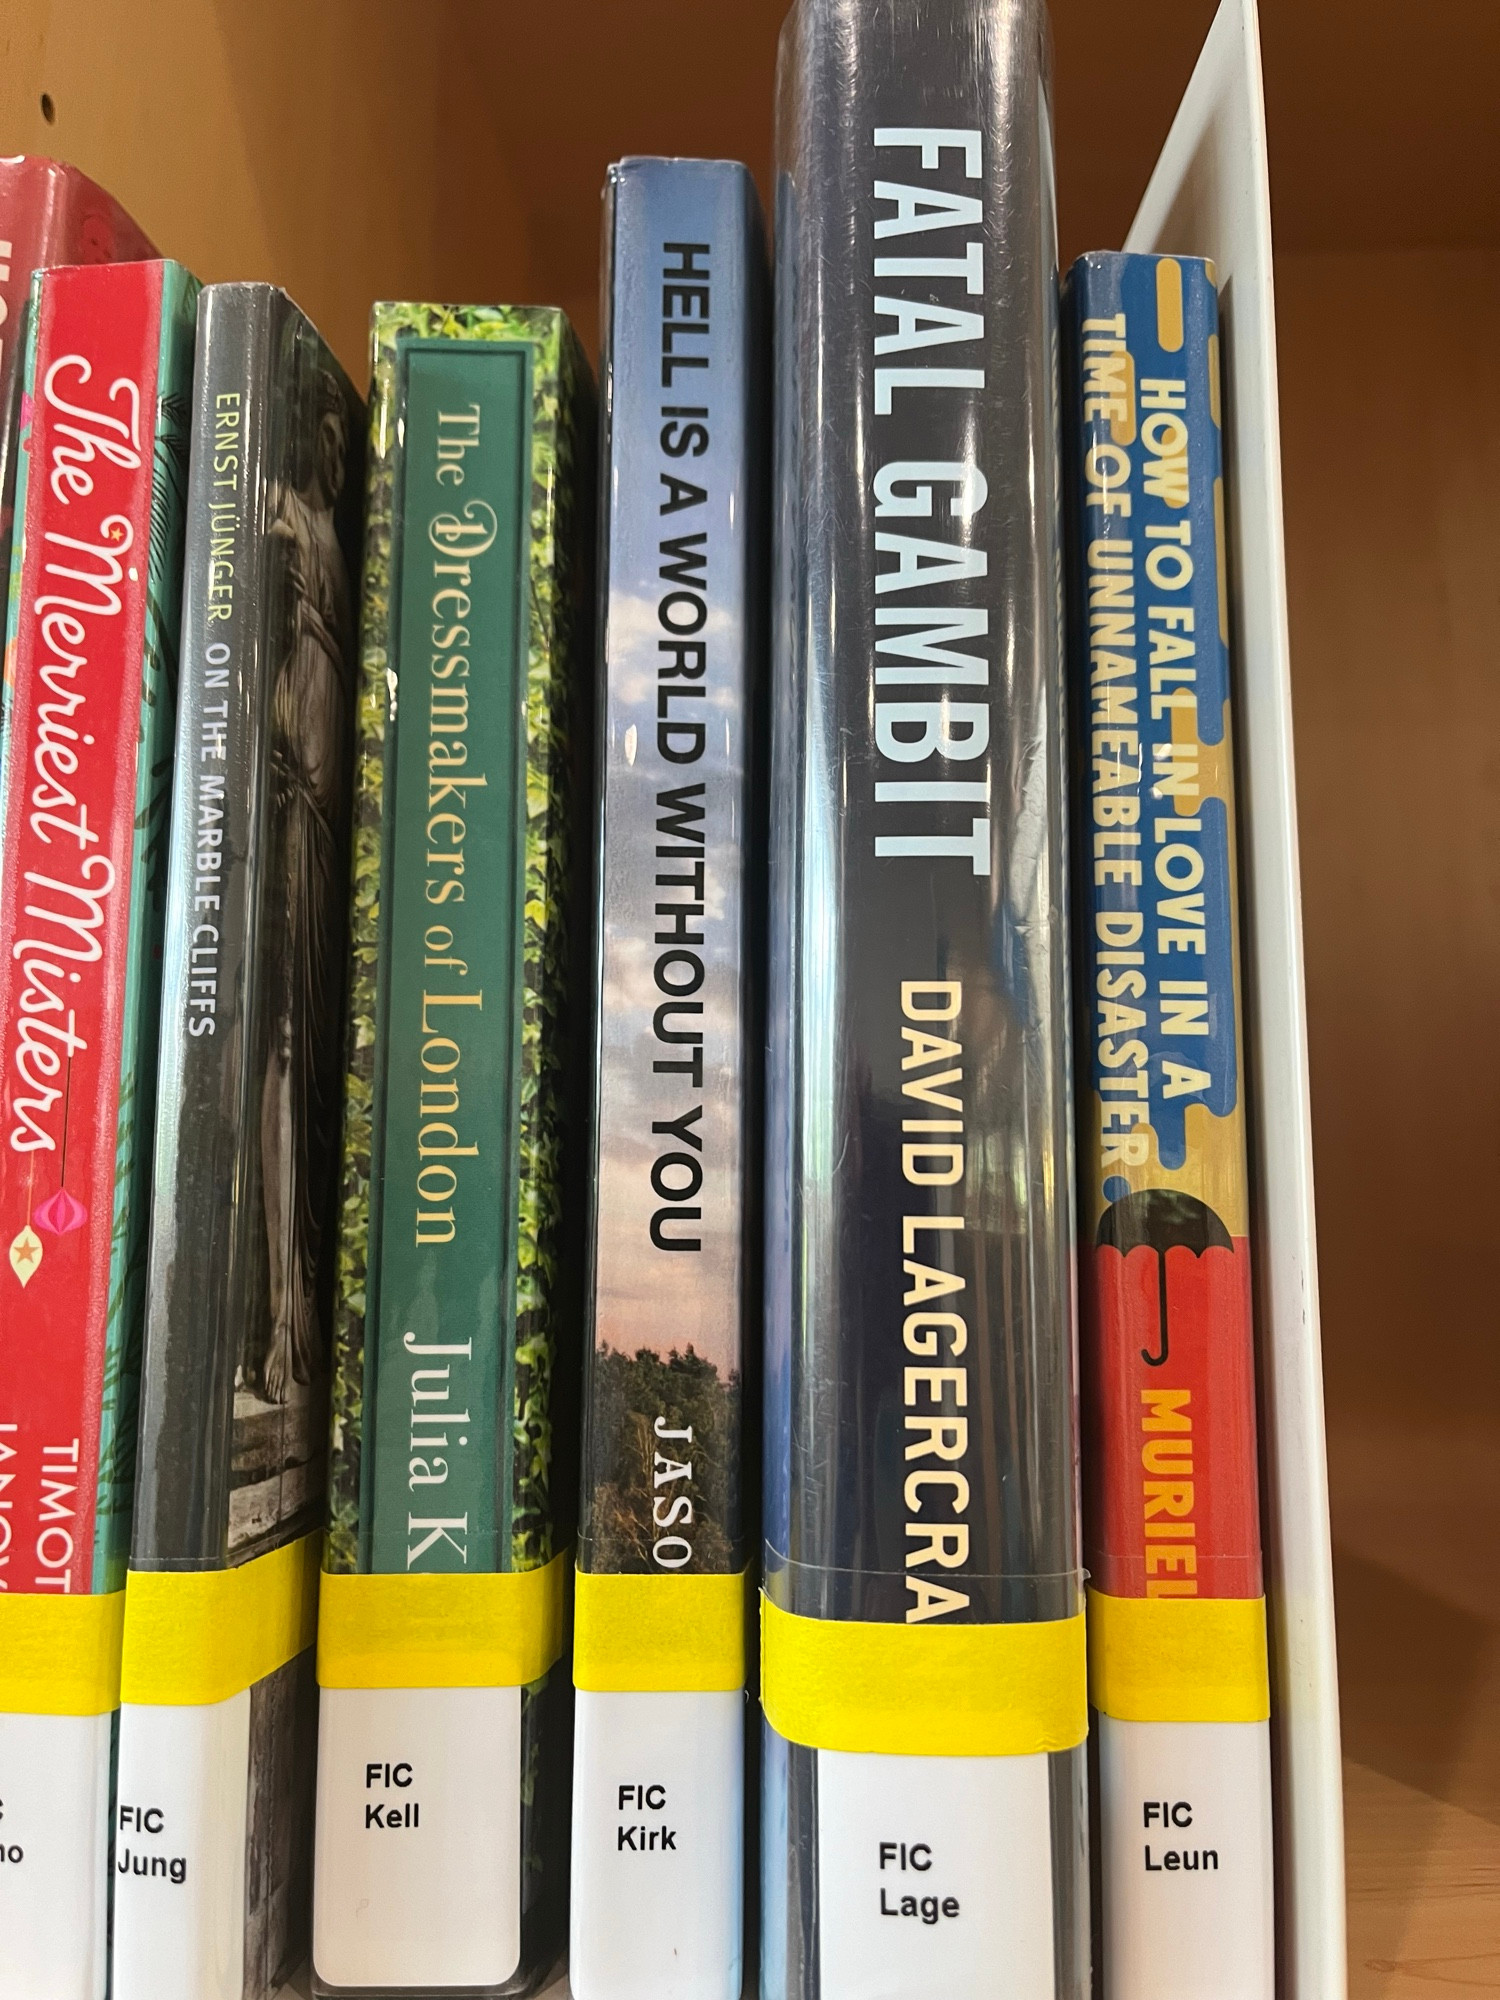 The Merriest Misters
TIMOT
JANOV
ERNST JÜNGER ON THE MARBLE CLIFFS
FIC
Jung
The Dressmakers of London Julia K
FIC
Kell
HELL IS A WORLD WITHOUT YOU JASO
FIC
Kirk
FATAL GAMBIT DAVID LAGERCRA
FIC
Lage
HOW TO FALL IN LOVE IN A
TIME OF UNNAMEABLE DISASTER
MURIEL
FIC
Leun